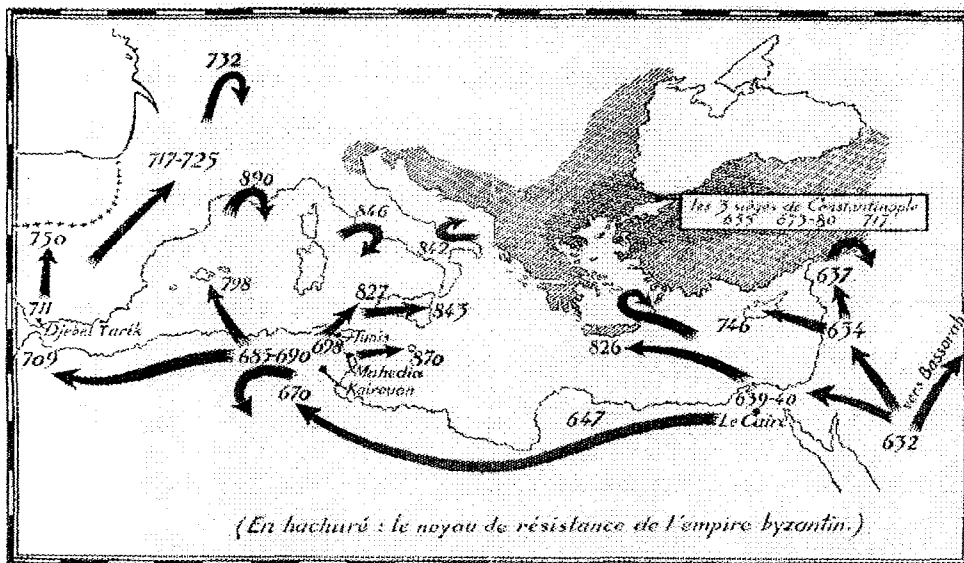 732
717-725
890
846
842
Les 3 sièges de Constantinople
655 673-80 717
750
798
827
843
637
711
Djebel Tarik
709
685-690
698
Tunis
Mahedia
Kairouan
870
670
647
826
746
634
639-40
Le Caire
632
vers Bassorah
(En hachuré : le noyau de résistance de l'empire byzantin.)